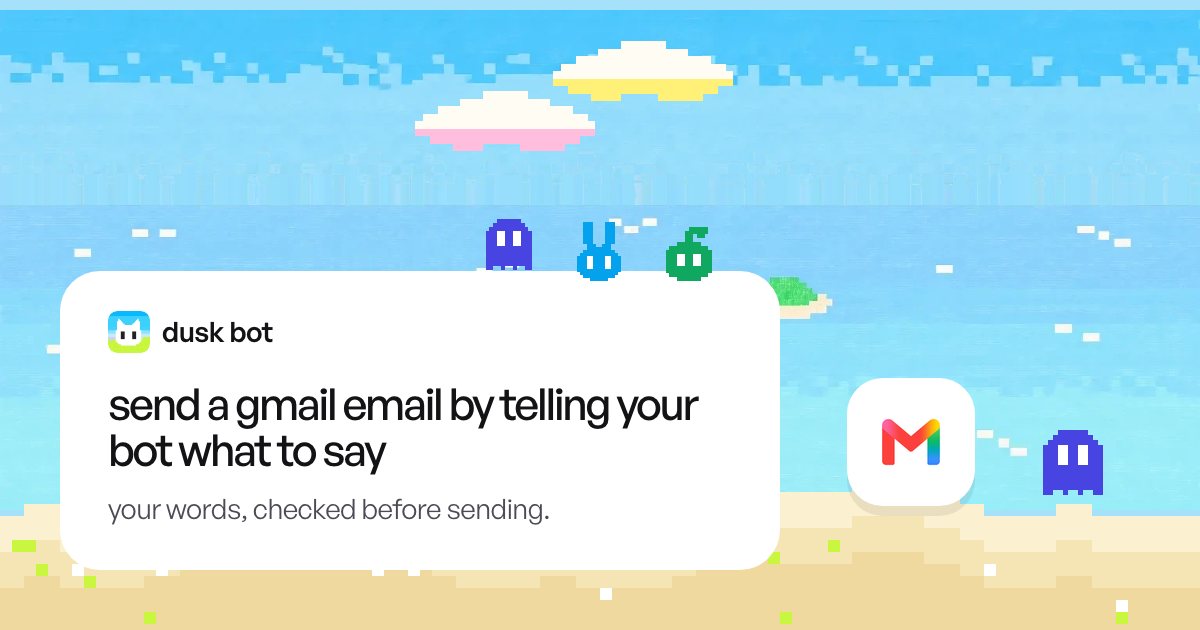 dusk bot
send a gmail email by telling your
bot what to say
your words, checked before sending.